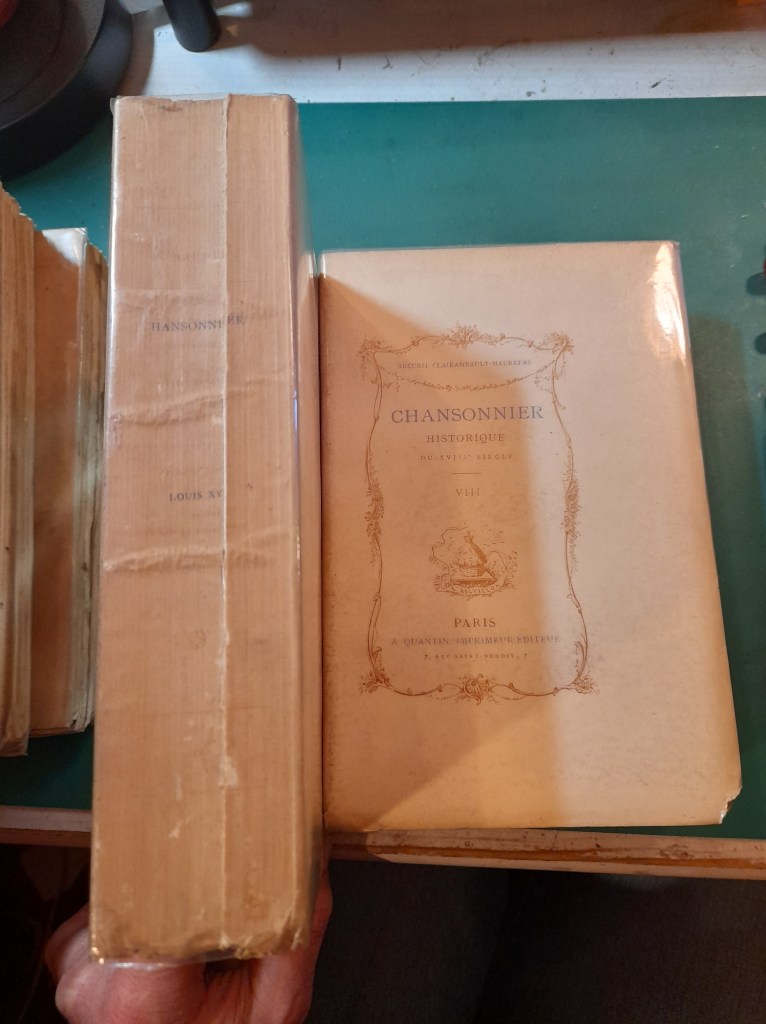 CHANSONNIER
LOUIS XV
RECUEIL CLAIRAMBAULT-MAUREPAS
CHANSONNIER
HISTORIQUE
DU XVIIIe SIÈCLE
VIII
PARIS
A. QUANTIN, IMPRIMEUR-ÉDITEUR
7, RUE SAINT-BENOIT, 7